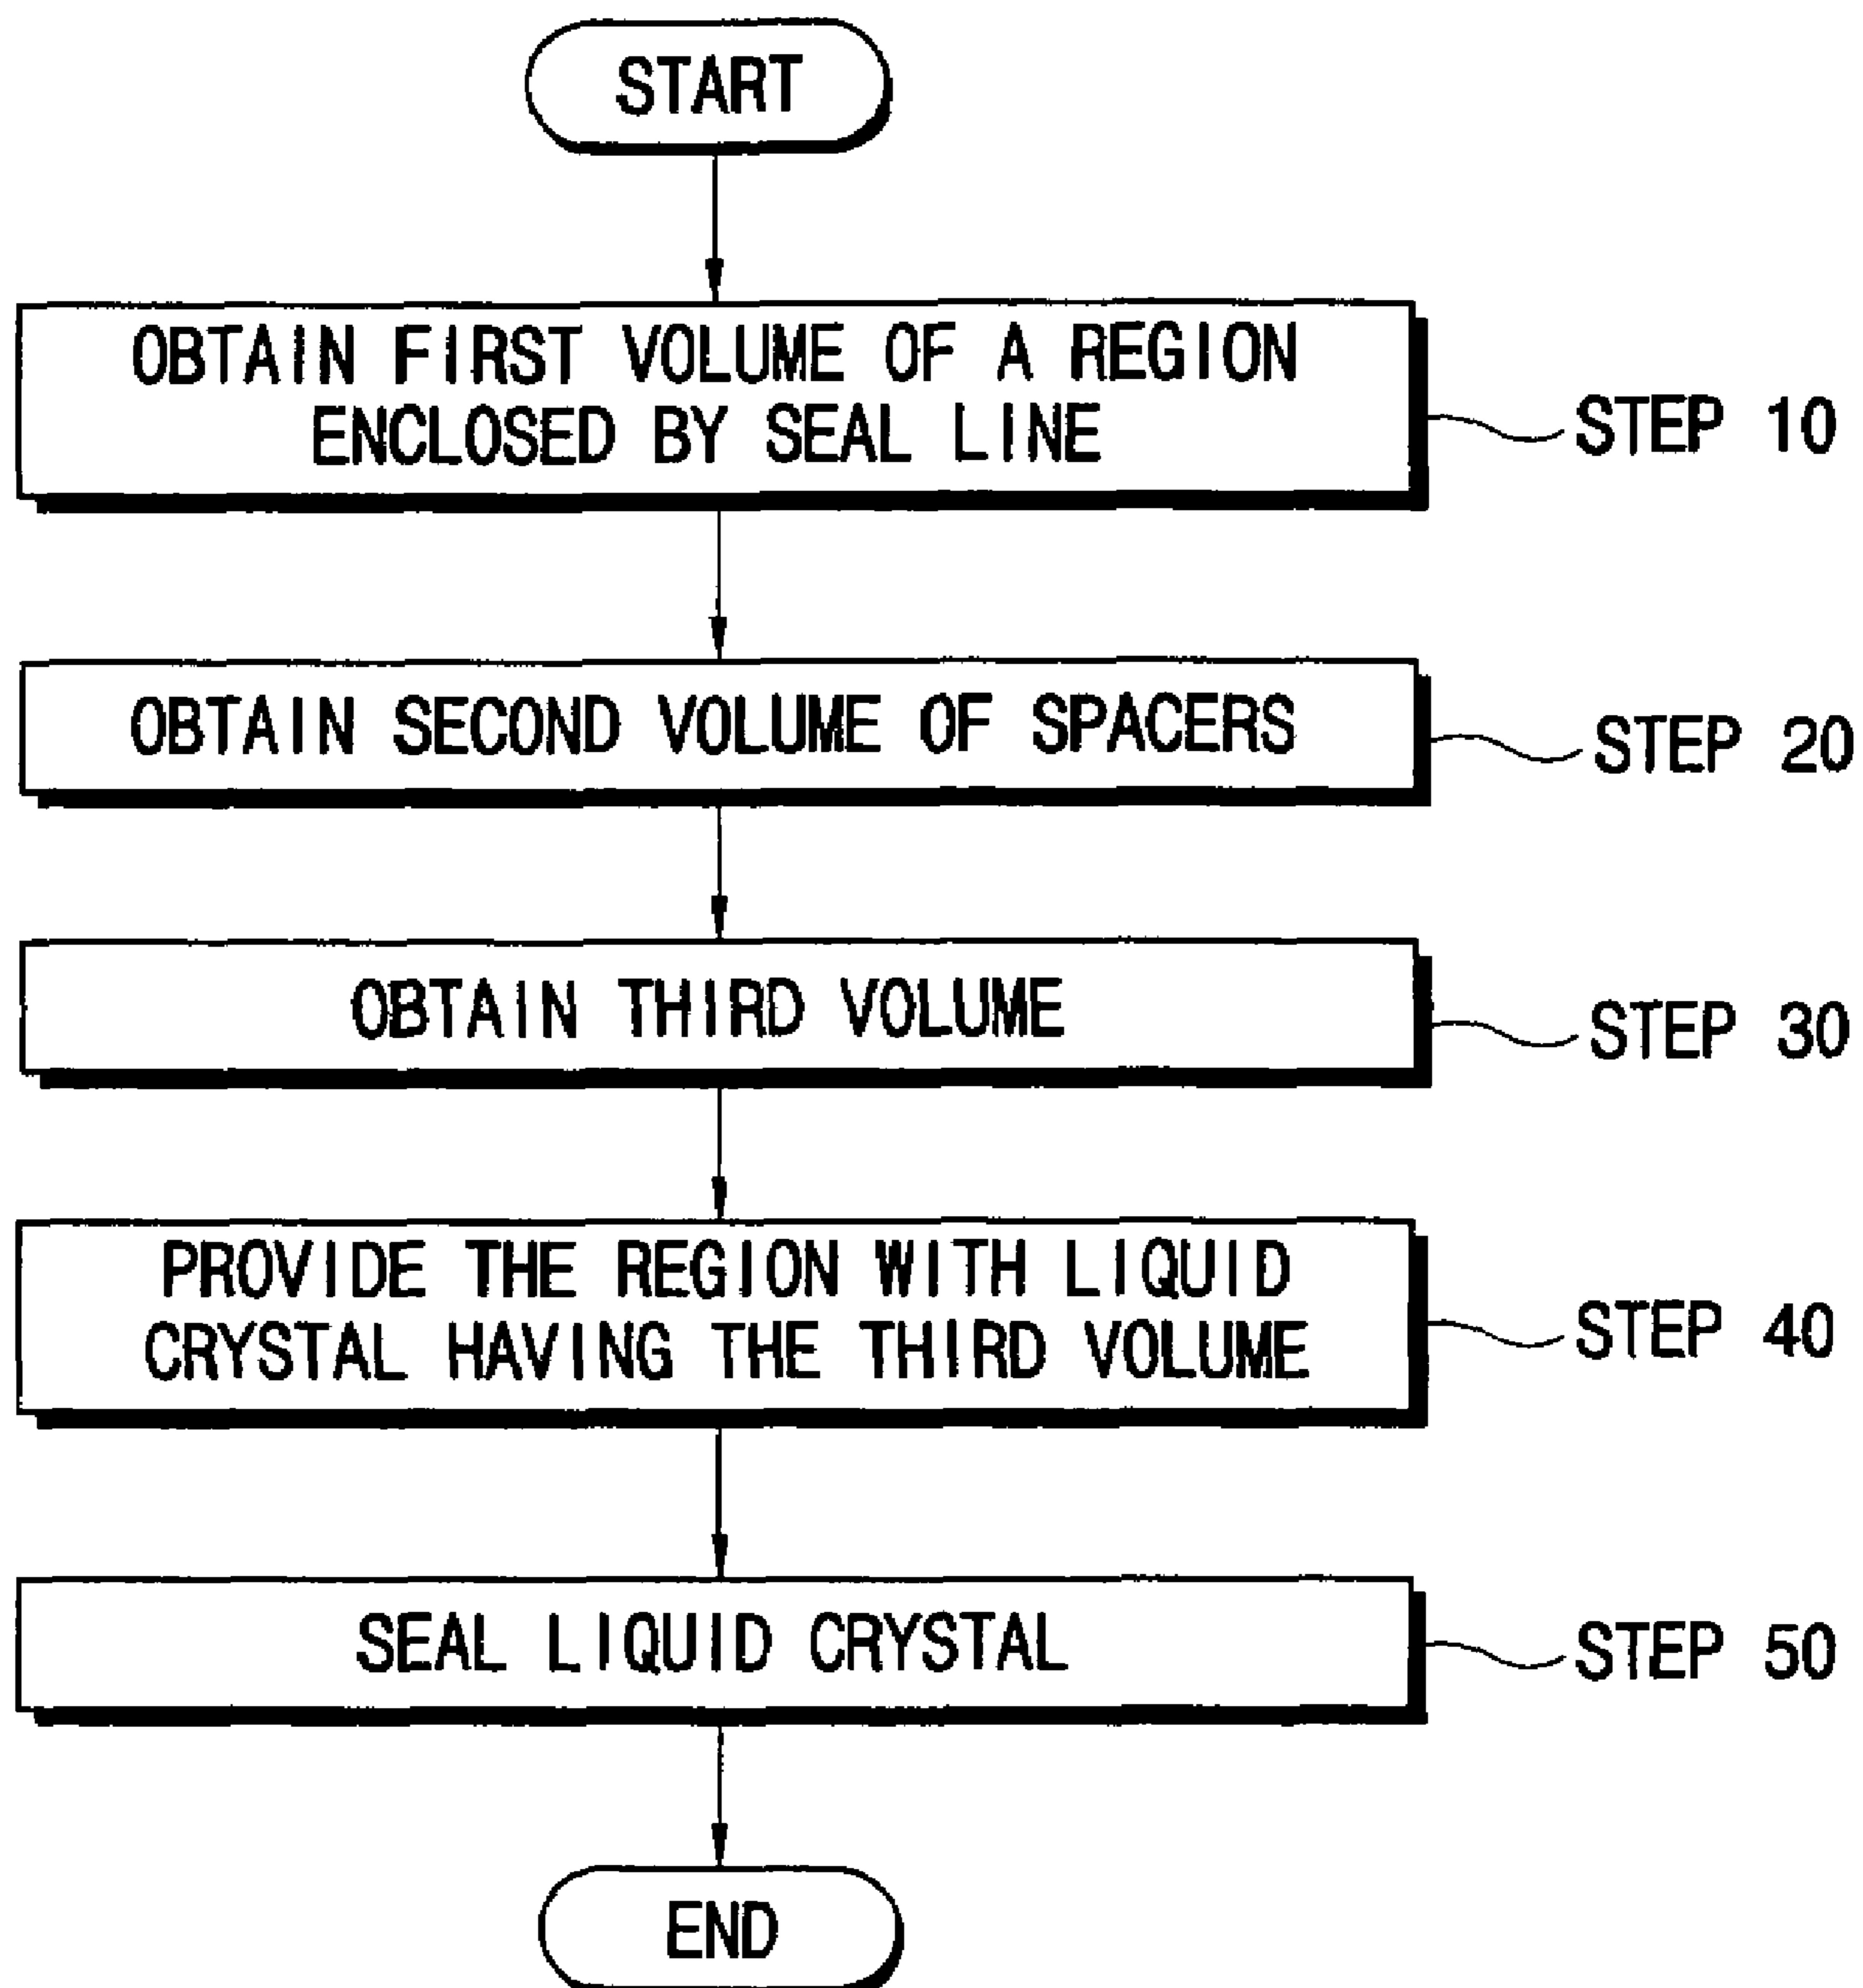 START
OBTAIN FIRST VOLUME OF A REGION
ENCLOSED BY SEAL LINE
STEP 10
OBTAIN SECOND VOLUME OF SPACERS
STEP 20
OBTAIN THIRD VOLUME
STEP 30
PROVIDE THE REGION WITH LIQUID
CRYSTAL HAVING THE THIRD VOLUME
STEP 40
SEAL LIQUID CRYSTAL
STEP 50
END